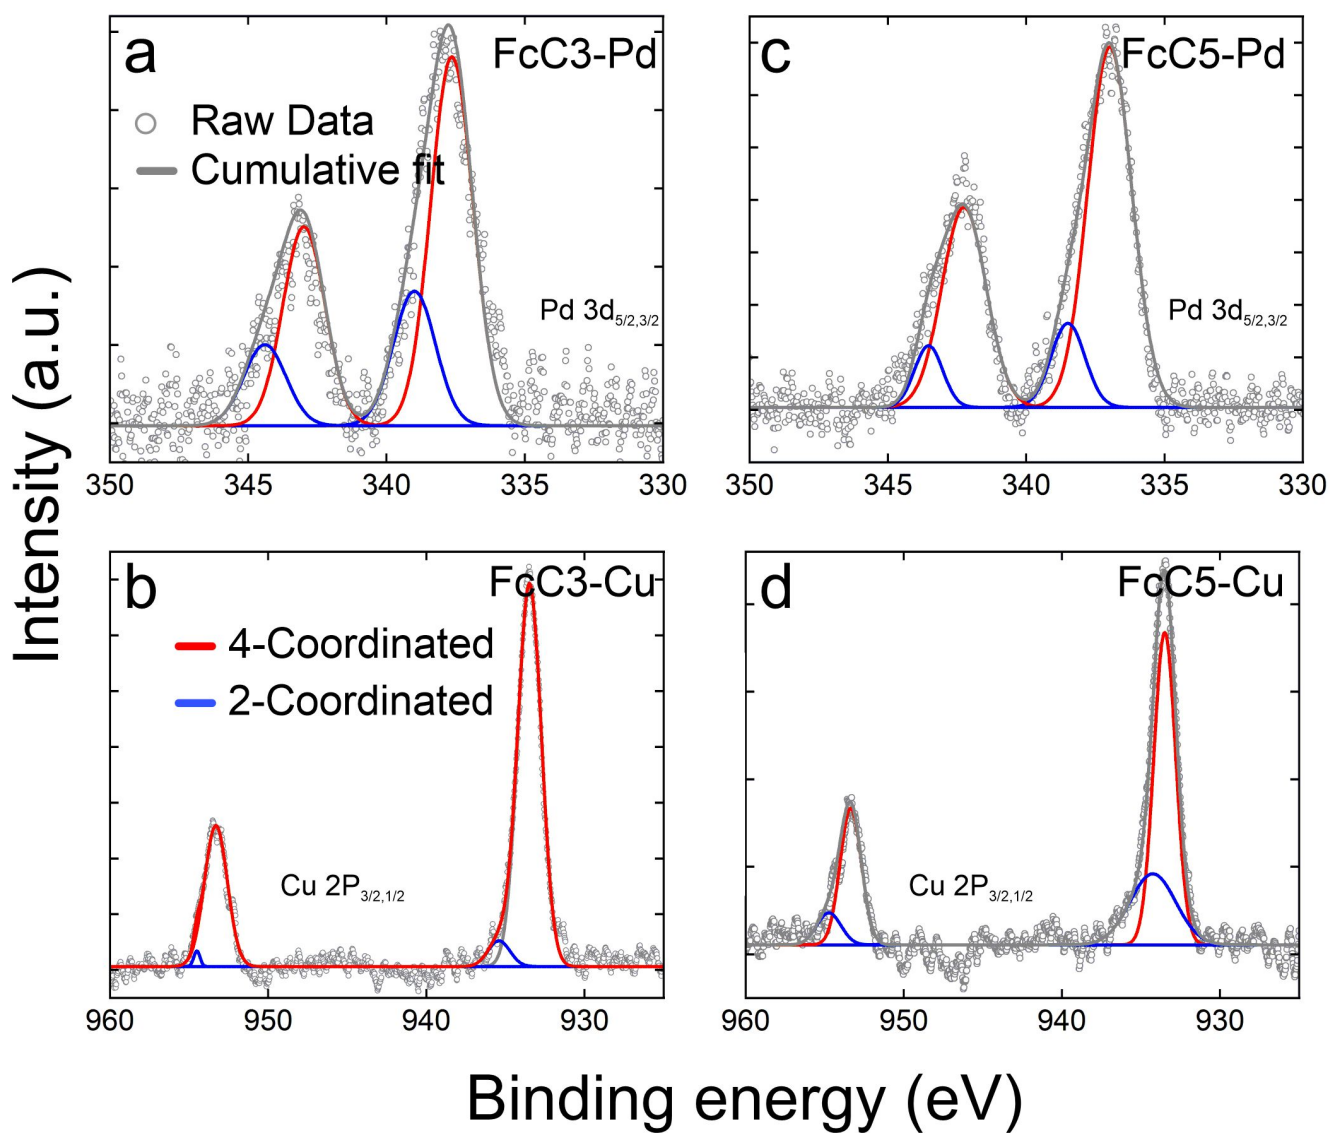 a
FcC3-Pd
Raw Data
Cumulative fit
Pd 3d5/2,3/2
350 345 340 335 330
c
FcC5-Pd
Pd 3d5/2,3/2
350 345 340 335 330
Intensity (a.u.)
b
FcC3-Cu
4-Coordinated
2-Coordinated
Cu 2P3/2,1/2
960 950 940 930
d
FcC5-Cu
Cu 2P3/2,1/2
960 950 940 930
Binding energy (eV)